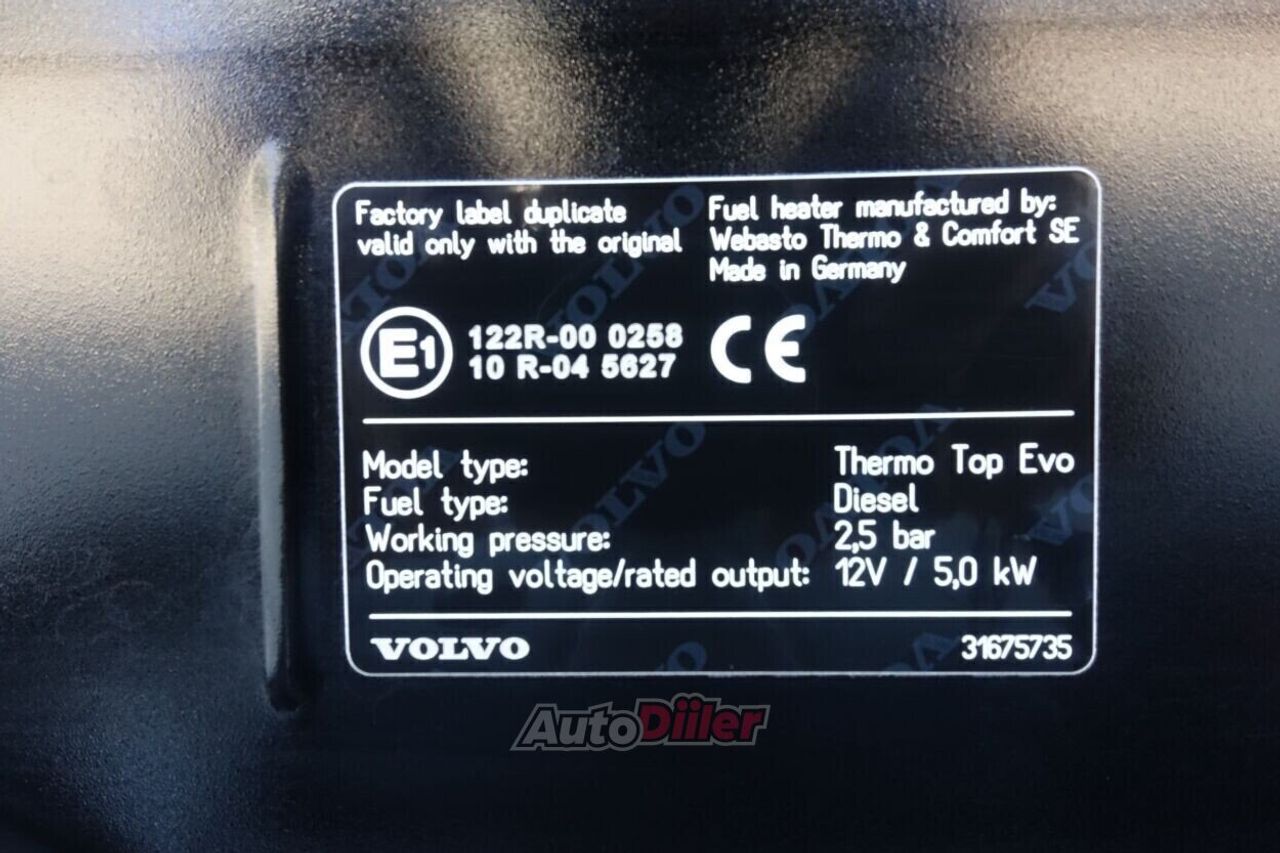 Factory label duplicate
valid only with the original
Fuel heater manufactured by:
Webasto Thermo & Comfort SE
Made in Germany
E1
122R-00 0258
10 R-04 5627
CE
Model type: Thermo Top Evo
Fuel type: Diesel
Working pressure: 2,5 bar
Operating voltage/rated output: 12V / 5,0 kW
VOLVO 31675735
AutoDiiler